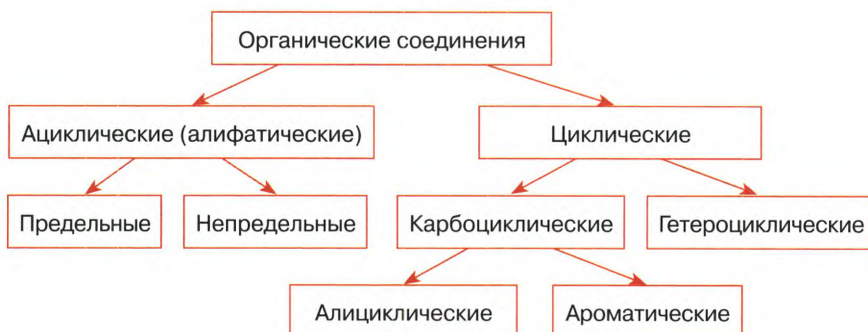 Органические соединения
Ациклические (алифатические)
Циклические
Предельные
Непредельные
Карбоциклические
Гетероциклические
Алициклические
Ароматические